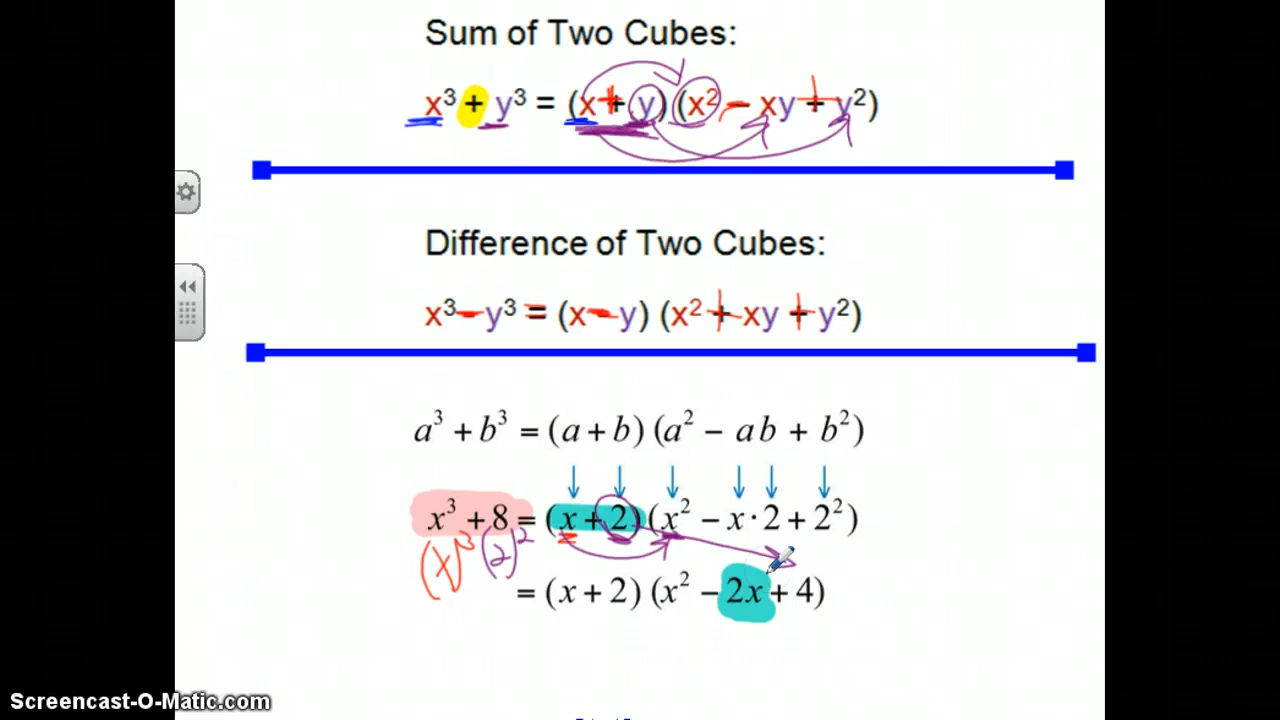 Sum of Two Cubes:
x³ + y³ = (x + y) (x² − xy + y²)
Difference of Two Cubes:
x³ − y³ = (x − y) (x² + xy + y²)
a³ + b³ = (a + b) (a² − ab + b²)
x³ + 8 = (x + 2) (x² − x · 2 + 2²)
(x)³ (2)²
= (x + 2) (x² − 2x + 4)
Screencast-O-Matic.com